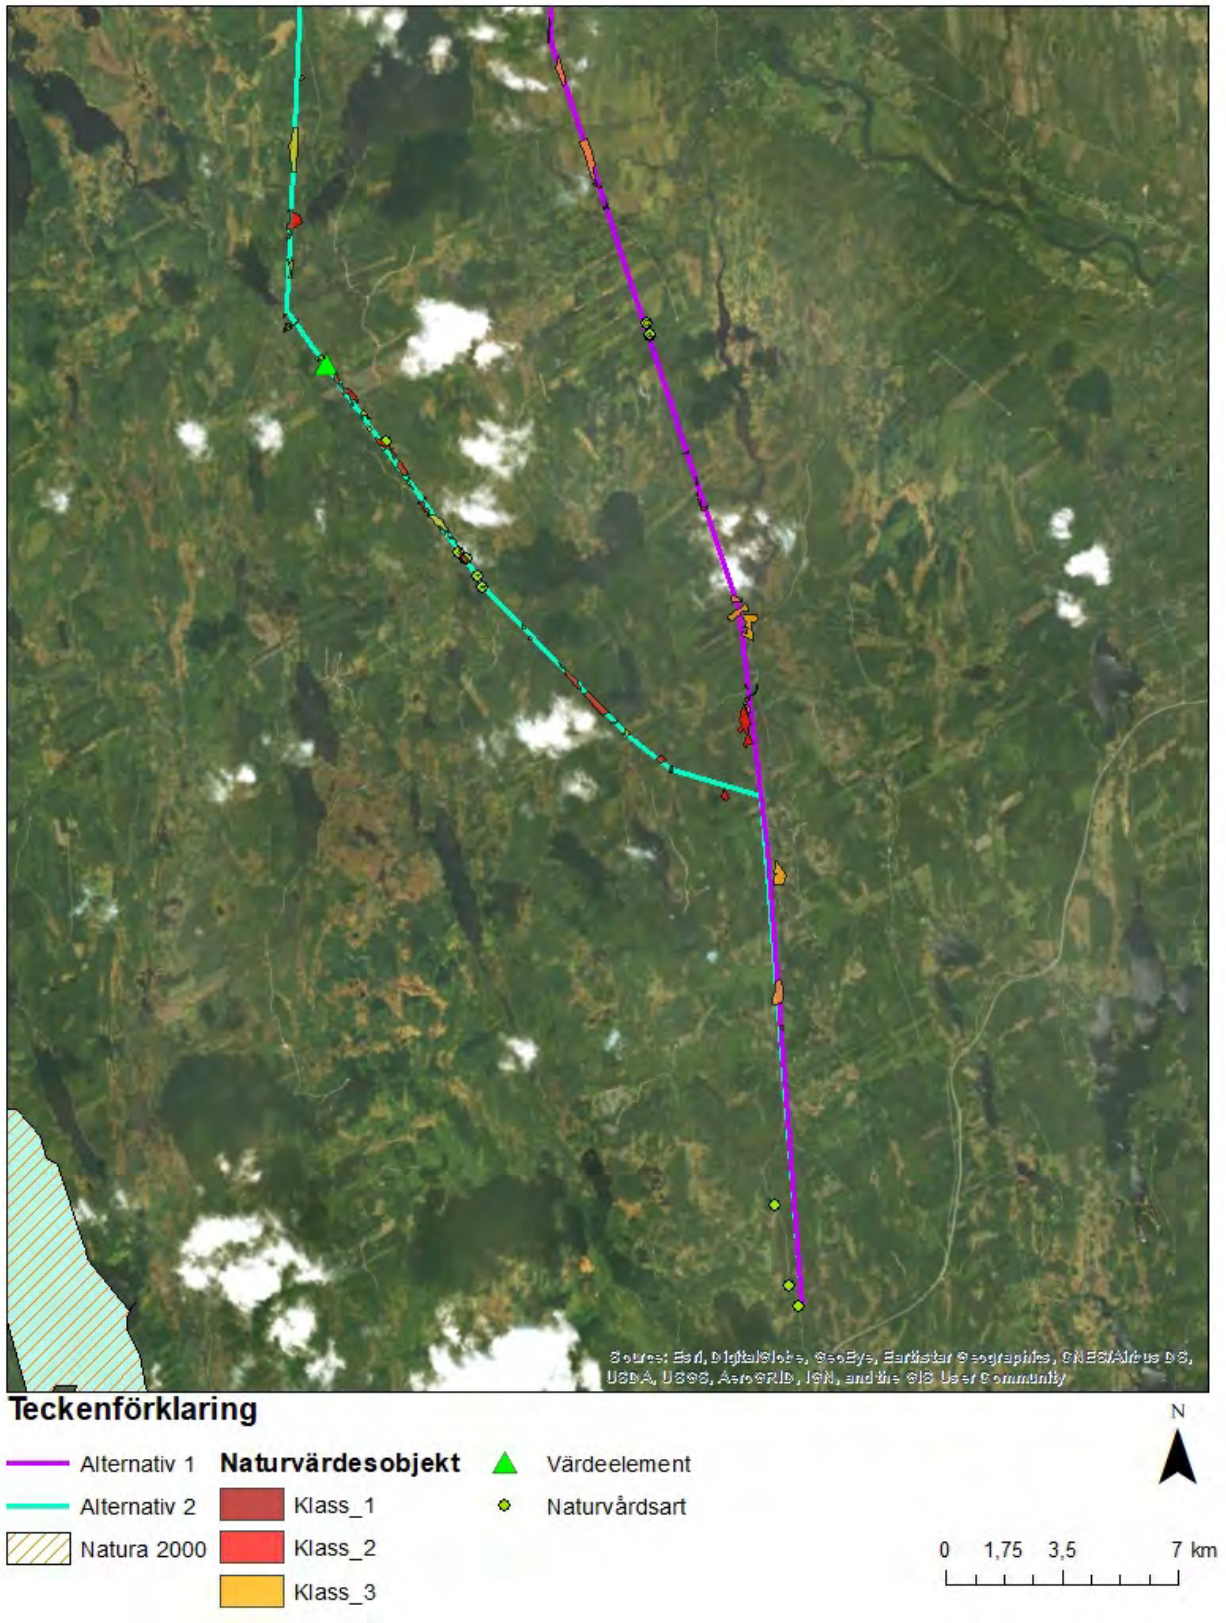 Source: Esri, DigitalGlobe, GeoEye, Earthstar Geographics, CNES/Airbus DS,
USDA, USGS, AeroGRID, IGN, and the GIS User Community
Teckenförklaring
N
Alternativ 1
Naturvärdesobjekt
Värdeelement
Alternativ 2
Klass_1
Naturvårdsart
Natura 2000
Klass_2
0 1,75 3,5 7 km
Klass_3